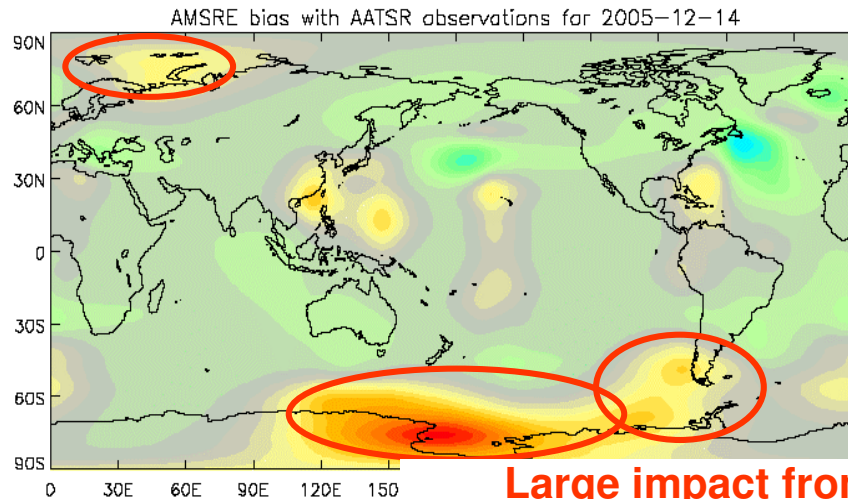 AMSRE bias with AATSR observations for 2005-12-14
90N
60N
30N
0
30S
60S
90S
0 30E 60E 90E 120E 150
Large impact from